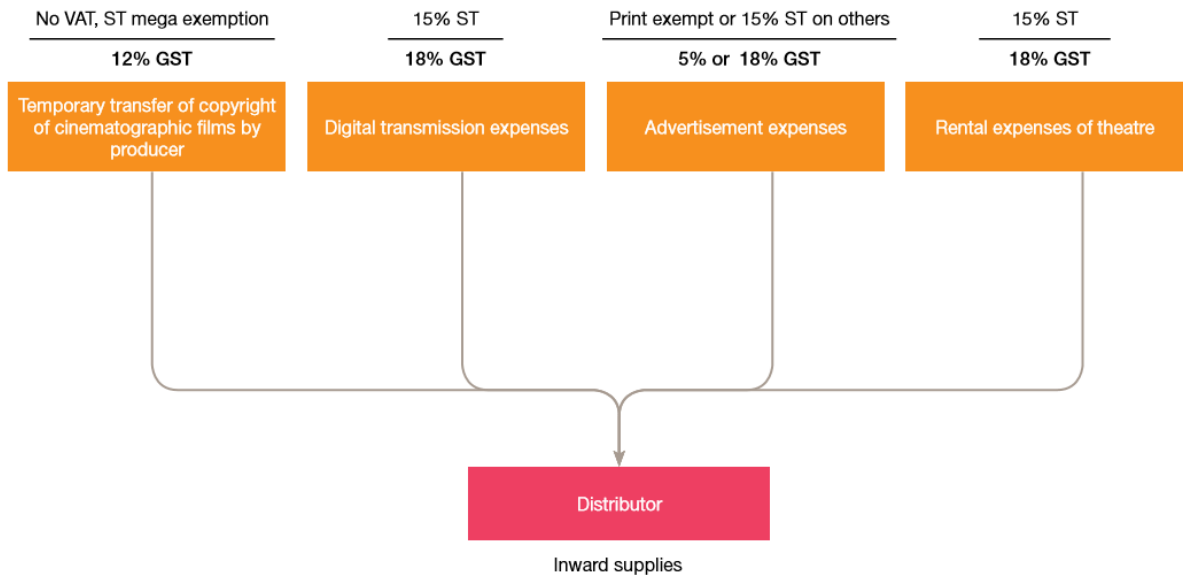 No VAT, ST mega exemption
12% GST
Temporary transfer of copyright
of cinematographic films by
producer
15% ST
18% GST
Digital transmission expenses
Print exempt or 15% ST on others
5% or 18% GST
Advertisement expenses
15% ST
18% GST
Rental expenses of theatre
Distributor
Inward supplies